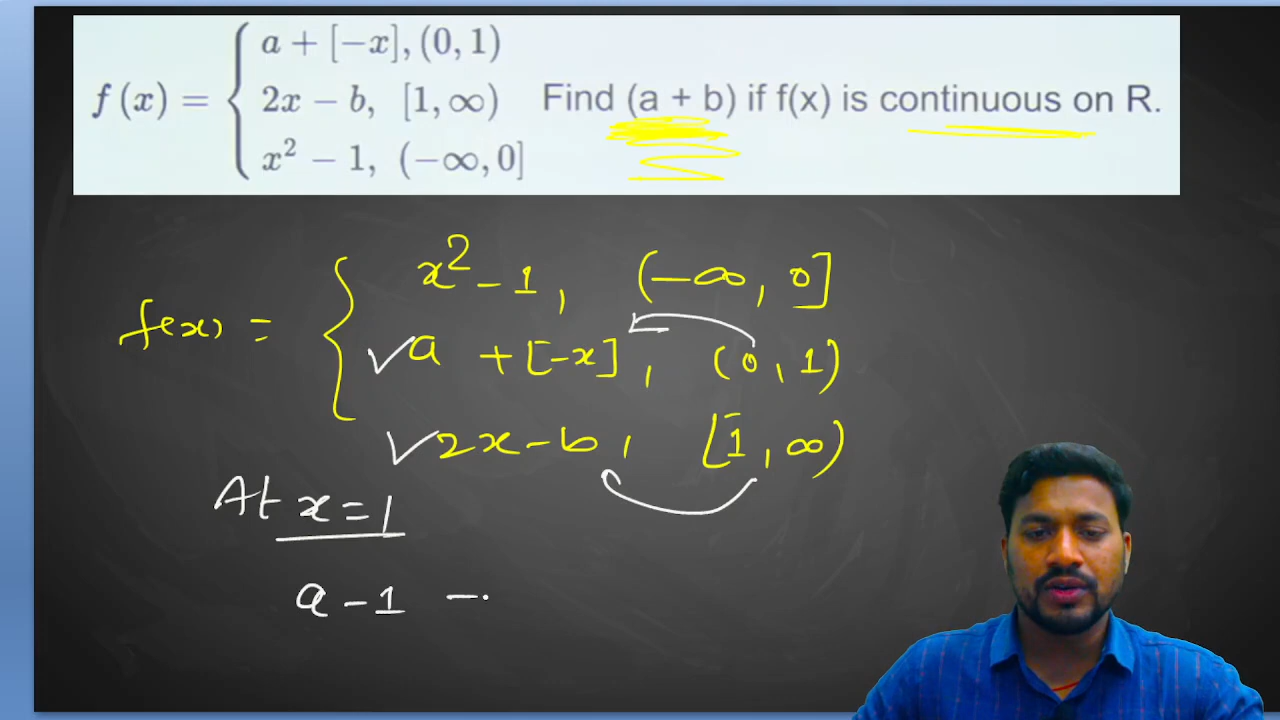 a + [−x], (0, 1)
f (x) = { 2x − b, [1, ∞) Find (a + b) if f(x) is continuous on R.
x² − 1, (−∞, 0]
x² − 1, (−∞, 0]
f(x) = { ✓a + [−x], (0, 1)
✓2x − b, [1, ∞)
At x = 1
a − 1 −